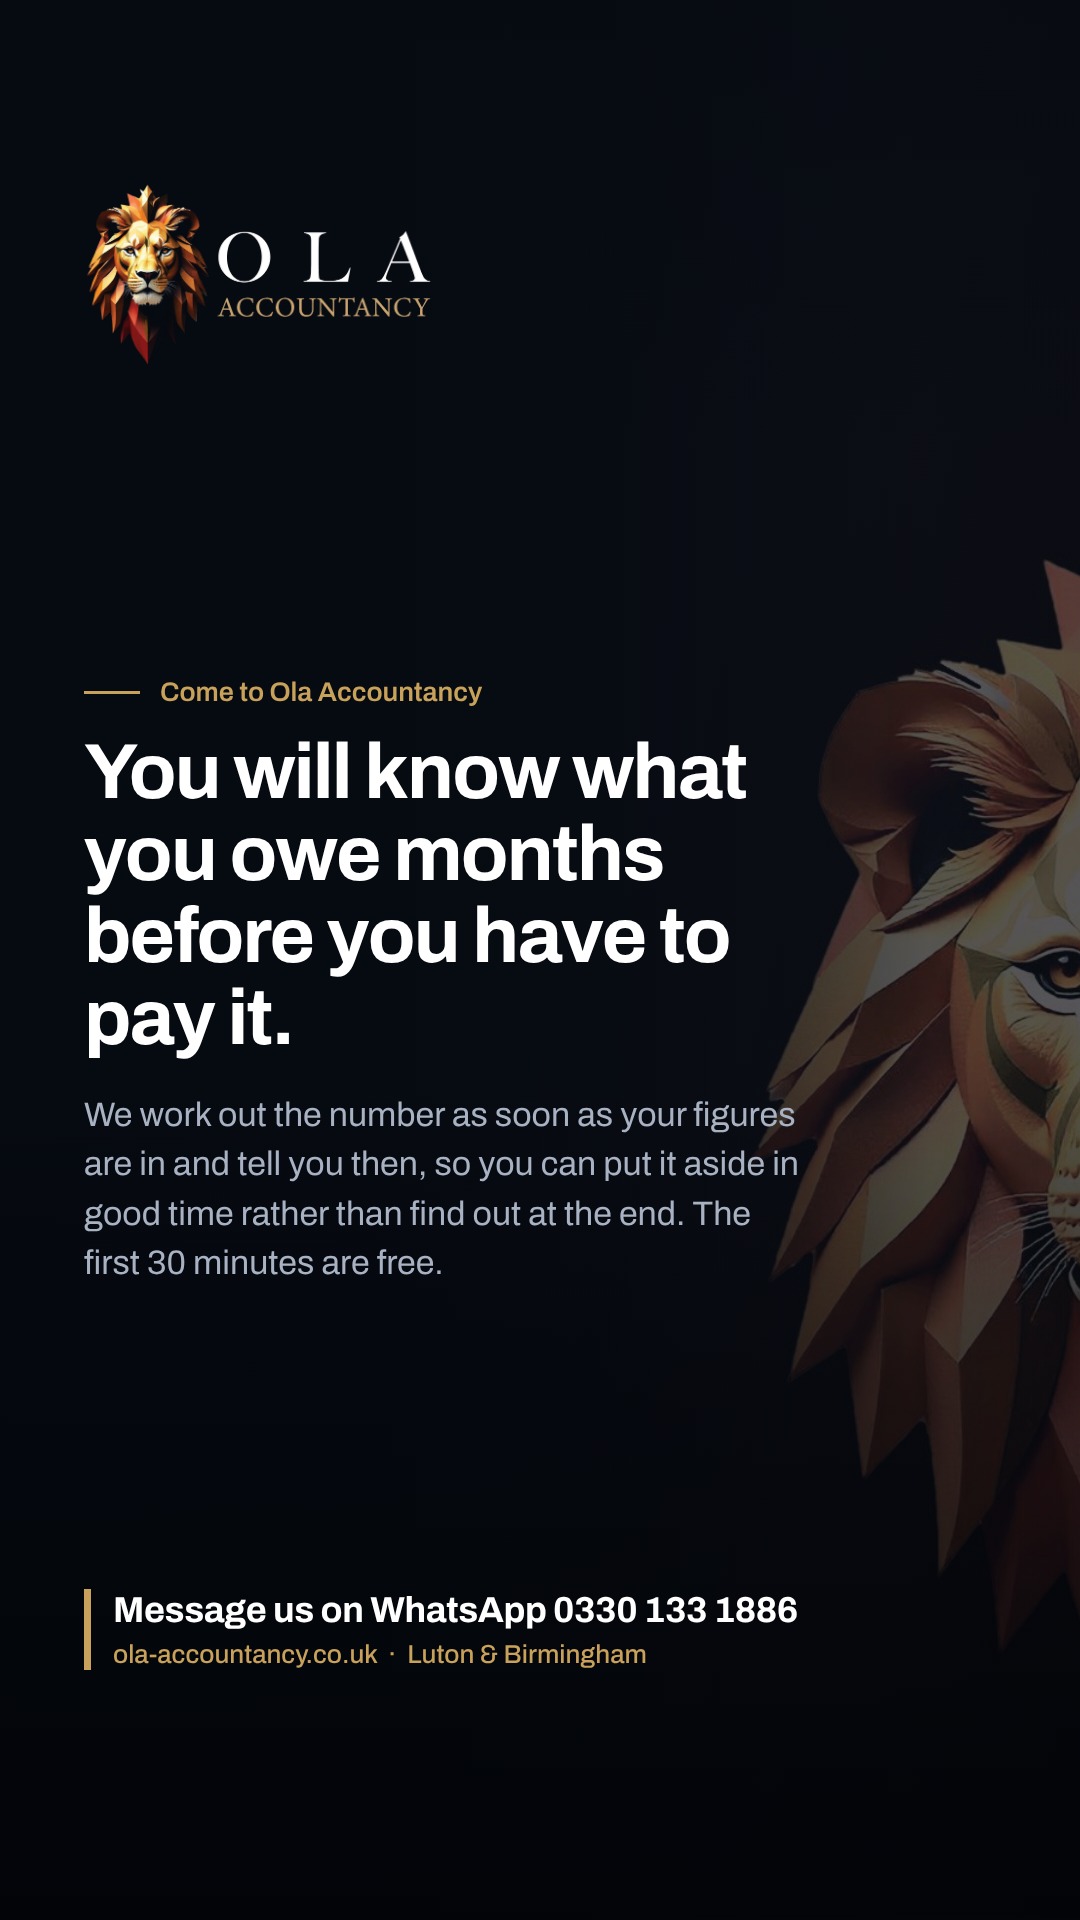 OLA
ACCOUNTANCY
Come to Ola Accountancy
You will know what
you owe months
before you have to
pay it.
We work out the number as soon as your figures
are in and tell you then, so you can put it aside in
good time rather than find out at the end. The
first 30 minutes are free.
Message us on WhatsApp 0330 133 1886
ola-accountancy.co.uk · Luton & Birmingham